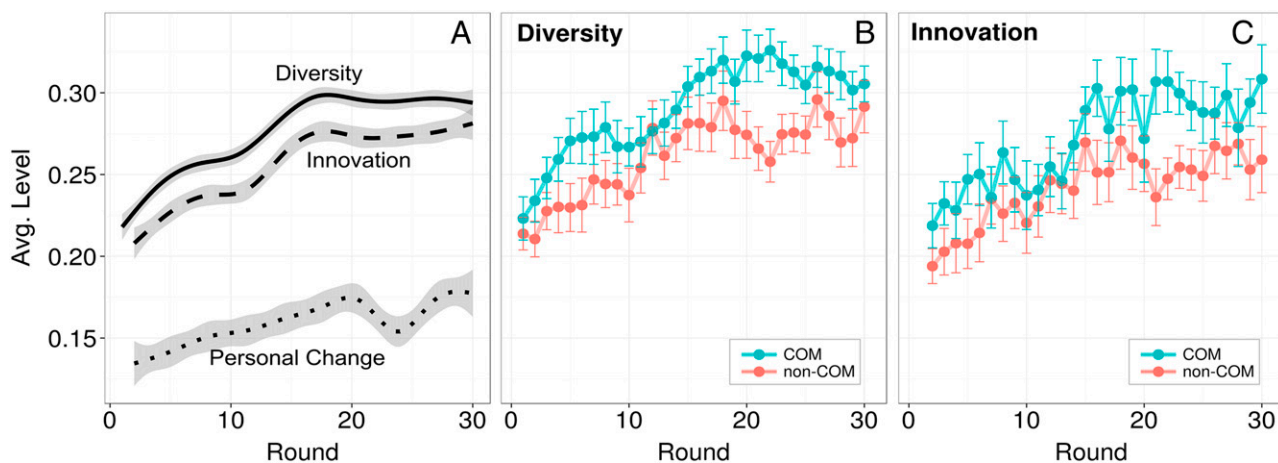 A
Diversity
Innovation
Personal Change
Avg. Level
0.30
0.25
0.20
0.15
0 10 20 30
Round
Diversity B
COM
non-COM
0 10 20 30
Round
Innovation C
COM
non-COM
0 10 20 30
Round